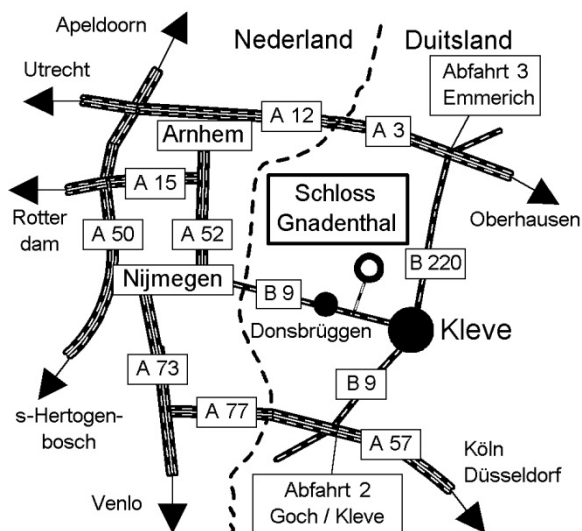 Apeldoorn
Nederland
Duitsland
Utrecht
Abfahrt 3
Emmerich
A 12
A 3
Arnhem
A 15
Schloss
Gnadenthal
Rotter
dam
Oberhausen
A 50
A 52
B 220
Nijmegen
B 9
Donsbrüggen
Kleve
A 73
B 9
s-Hertogen-
bosch
A 77
A 57
Köln
Düsseldorf
Abfahrt 2
Goch / Kleve
Venlo